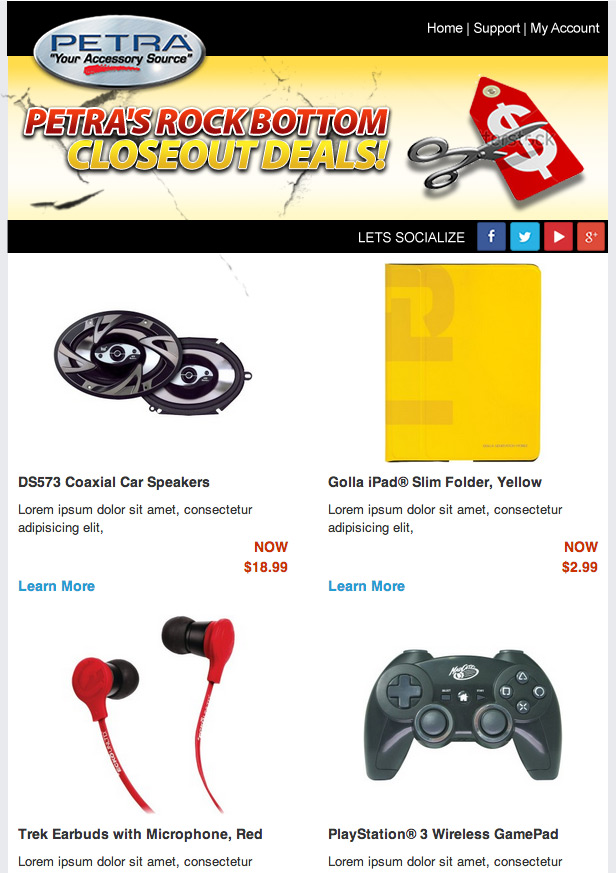 Home | Support | My Account
PETRA
"Your Accessory Source"
PETRA'S ROCK BOTTOM
CLOSEOUT DEALS!
$
LETS SOCIALIZE
f
g+
DS573 Coaxial Car Speakers
Lorem ipsum dolor sit amet, consectetur
adipisicing elit,
NOW
$18.99
Learn More
Golla iPad® Slim Folder, Yellow
Lorem ipsum dolor sit amet, consectetur
adipisicing elit,
NOW
$2.99
Learn More
Trek Earbuds with Microphone, Red
Lorem ipsum dolor sit amet, consectetur
PlayStation® 3 Wireless GamePad
Lorem ipsum dolor sit amet, consectetur